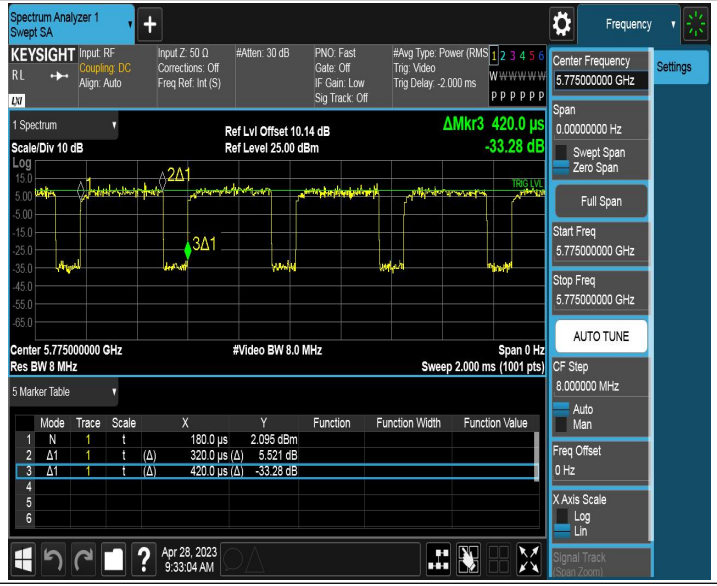 Spectrum Analyzer 1
Swept SA
Frequency
KEYSIGHT
RL
LXI
Input: RF
Coupling: DC
Align: Auto
Input Z: 50 Ω
Corrections: Off
Freq Ref: Int (S)
#Atten: 30 dB
PNO: Fast
Gate: Off
IF Gain: Low
Sig Track: Off
#Avg Type: Power (RMS
Trig: Video
Trig Delay: -2.000 ms
1 2 3 4 5 6
W W W W W W
P P P P P P
1 Spectrum
Scale/Div 10 dB
Ref Lvl Offset 10.14 dB
Ref Level 25.00 dBm
ΔMkr3 420.0 µs
-33.28 dB
Log
15.0
5.00
-5.00
-15.0
-25.0
-35.0
-45.0
-55.0
-65.0
1
2Δ1
3Δ1
TRIG LVL
Center 5.775000000 GHz
Res BW 8 MHz
#Video BW 8.0 MHz
Span 0 Hz
Sweep 2.000 ms (1001 pts)
5 Marker Table
Mode Trace Scale X Y Function Function Width Function Value
1 N 1 t 180.0 µs 2.095 dBm
2 Δ1 1 t (Δ) 320.0 µs (Δ) 5.521 dB
3 Δ1 1 t (Δ) 420.0 µs (Δ) -33.28 dB
4
5
6
Apr 28, 2023
9:33:04 AM
Center Frequency
5.775000000 GHz
Settings
Span
0.00000000 Hz
Swept Span
Zero Span
Full Span
Start Freq
5.775000000 GHz
Stop Freq
5.775000000 GHz
AUTO TUNE
CF Step
8.000000 MHz
Auto
Man
Freq Offset
0 Hz
X Axis Scale
Log
Lin
Signal Track
(Span Zoom)